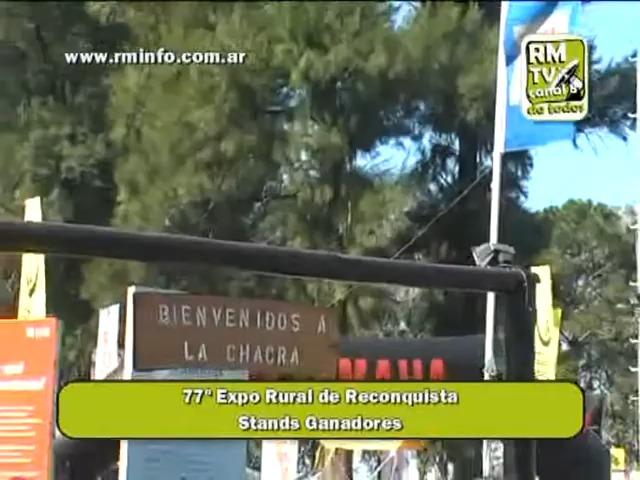 www.rminfo.com.ar
RM
TV
canal 8
de todos
BIENVENIDOS A
LA CHACRA
77ª Expo Rural de Reconquista
Stands Ganadores